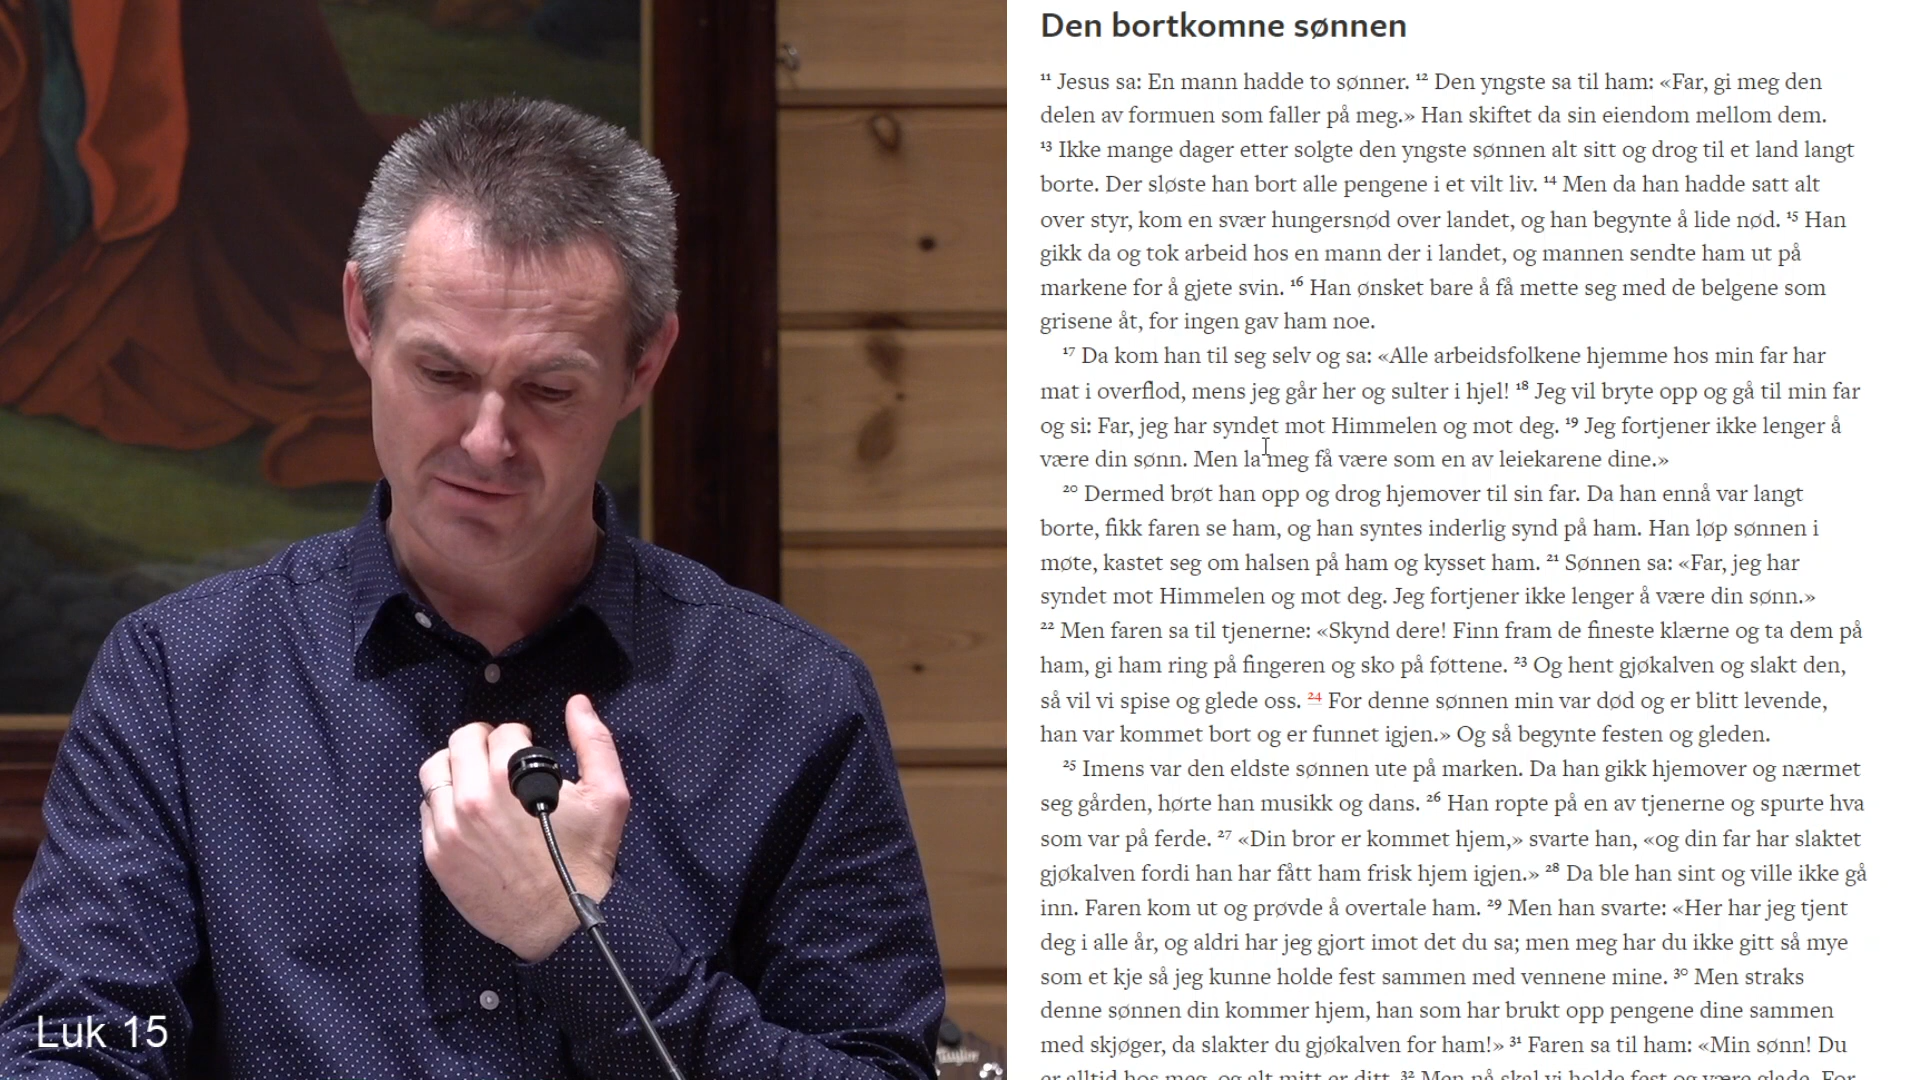 Den bortkomne sønnen
¹¹ Jesus sa: En mann hadde to sønner. ¹² Den yngste sa til ham: «Far, gi meg den
delen av formuen som faller på meg.» Han skiftet da sin eiendom mellom dem.
¹³ Ikke mange dager etter solgte den yngste sønnen alt sitt og drog til et land langt
borte. Der sløste han bort alle pengene i et vilt liv. ¹⁴ Men da han hadde satt alt
over styr, kom en svær hungersnød over landet, og han begynte å lide nød. ¹⁵ Han
gikk da og tok arbeid hos en mann der i landet, og mannen sendte ham ut på
markene for å gjete svin. ¹⁶ Han ønsket bare å få mette seg med de belgene som
grisene åt, for ingen gav ham noe.
¹⁷ Da kom han til seg selv og sa: «Alle arbeidsfolkene hjemme hos min far har
mat i overflod, mens jeg går her og sulter i hjel! ¹⁸ Jeg vil bryte opp og gå til min far
og si: Far, jeg har syndet mot Himmelen og mot deg. ¹⁹ Jeg fortjener ikke lenger å
være din sønn. Men la meg få være som en av leiekarene dine.»
²⁰ Dermed brøt han opp og drog hjemover til sin far. Da han ennå var langt
borte, fikk faren se ham, og han syntes inderlig synd på ham. Han løp sønnen i
møte, kastet seg om halsen på ham og kysset ham. ²¹ Sønnen sa: «Far, jeg har
syndet mot Himmelen og mot deg. Jeg fortjener ikke lenger å være din sønn.»
²² Men faren sa til tjenerne: «Skynd dere! Finn fram de fineste klærne og ta dem på
ham, gi ham ring på fingeren og sko på føttene. ²³ Og hent gjøkalven og slakt den,
så vil vi spise og glede oss. ²⁴ For denne sønnen min var død og er blitt levende,
han var kommet bort og er funnet igjen.» Og så begynte festen og gleden.
²⁵ Imens var den eldste sønnen ute på marken. Da han gikk hjemover og nærmet
seg gården, hørte han musikk og dans. ²⁶ Han ropte på en av tjenerne og spurte hva
som var på ferde. ²⁷ «Din bror er kommet hjem,» svarte han, «og din far har slaktet
gjøkalven fordi han har fått ham frisk hjem igjen.» ²⁸ Da ble han sint og ville ikke gå
inn. Faren kom ut og prøvde å overtale ham. ²⁹ Men han svarte: «Her har jeg tjent
deg i alle år, og aldri har jeg gjort imot det du sa; men meg har du ikke gitt så mye
som et kje så jeg kunne holde fest sammen med vennene mine. ³⁰ Men straks
denne sønnen din kommer hjem, han som har brukt opp pengene dine sammen
med skjøger, da slakter du gjøkalven for ham!» ³¹ Faren sa til ham: «Min sønn! Du
er alltid hos meg, og alt mitt er ditt. ³² Men nå skal vi holde fest og være glade. For
Luk 15
Taylor